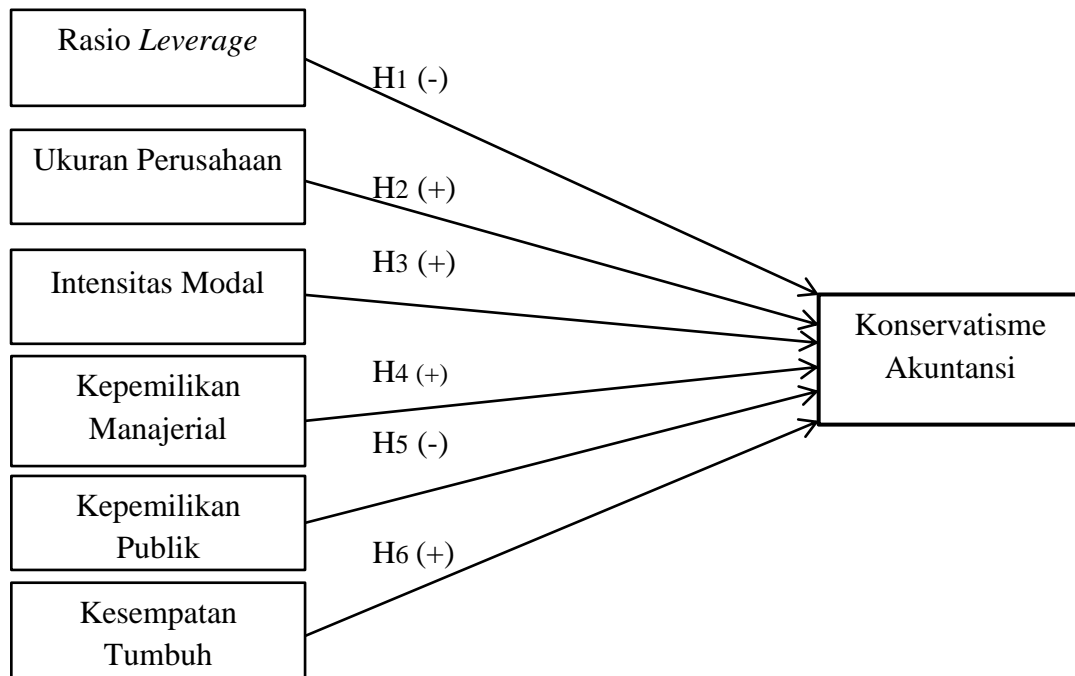 Rasio Leverage
H1 (-)
Ukuran Perusahaan
H2 (+)
Intensitas Modal
H3 (+)
Konservatisme
Akuntansi
Kepemilikan
Manajerial
H4 (+)
H5 (-)
Kepemilikan
Publik
H6 (+)
Kesempatan
Tumbuh